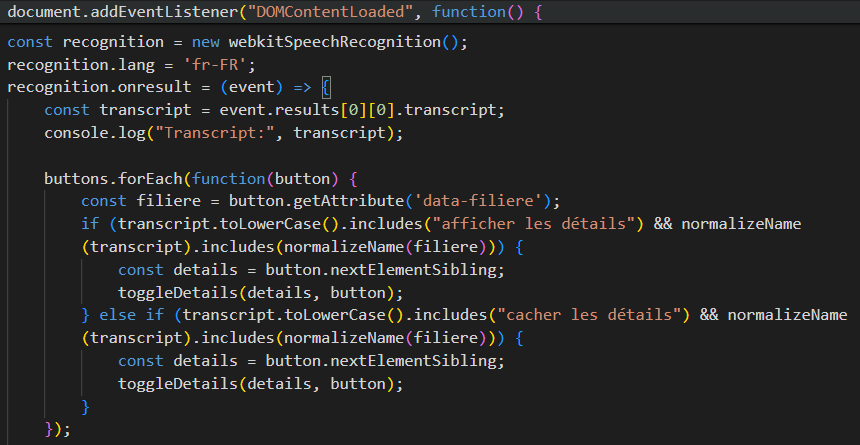 document.addEventListener("DOMContentLoaded", function() {
const recognition = new webkitSpeechRecognition();
recognition.lang = 'fr-FR';
recognition.onresult = (event) => {
    const transcript = event.results[0][0].transcript;
    console.log("Transcript:", transcript);

    buttons.forEach(function(button) {
        const filiere = button.getAttribute('data-filiere');
        if (transcript.toLowerCase().includes("afficher les détails") && normalizeName
        (transcript).includes(normalizeName(filiere))) {
            const details = button.nextElementSibling;
            toggleDetails(details, button);
        } else if (transcript.toLowerCase().includes("cacher les détails") && normalizeName
        (transcript).includes(normalizeName(filiere))) {
            const details = button.nextElementSibling;
            toggleDetails(details, button);
        }
    });